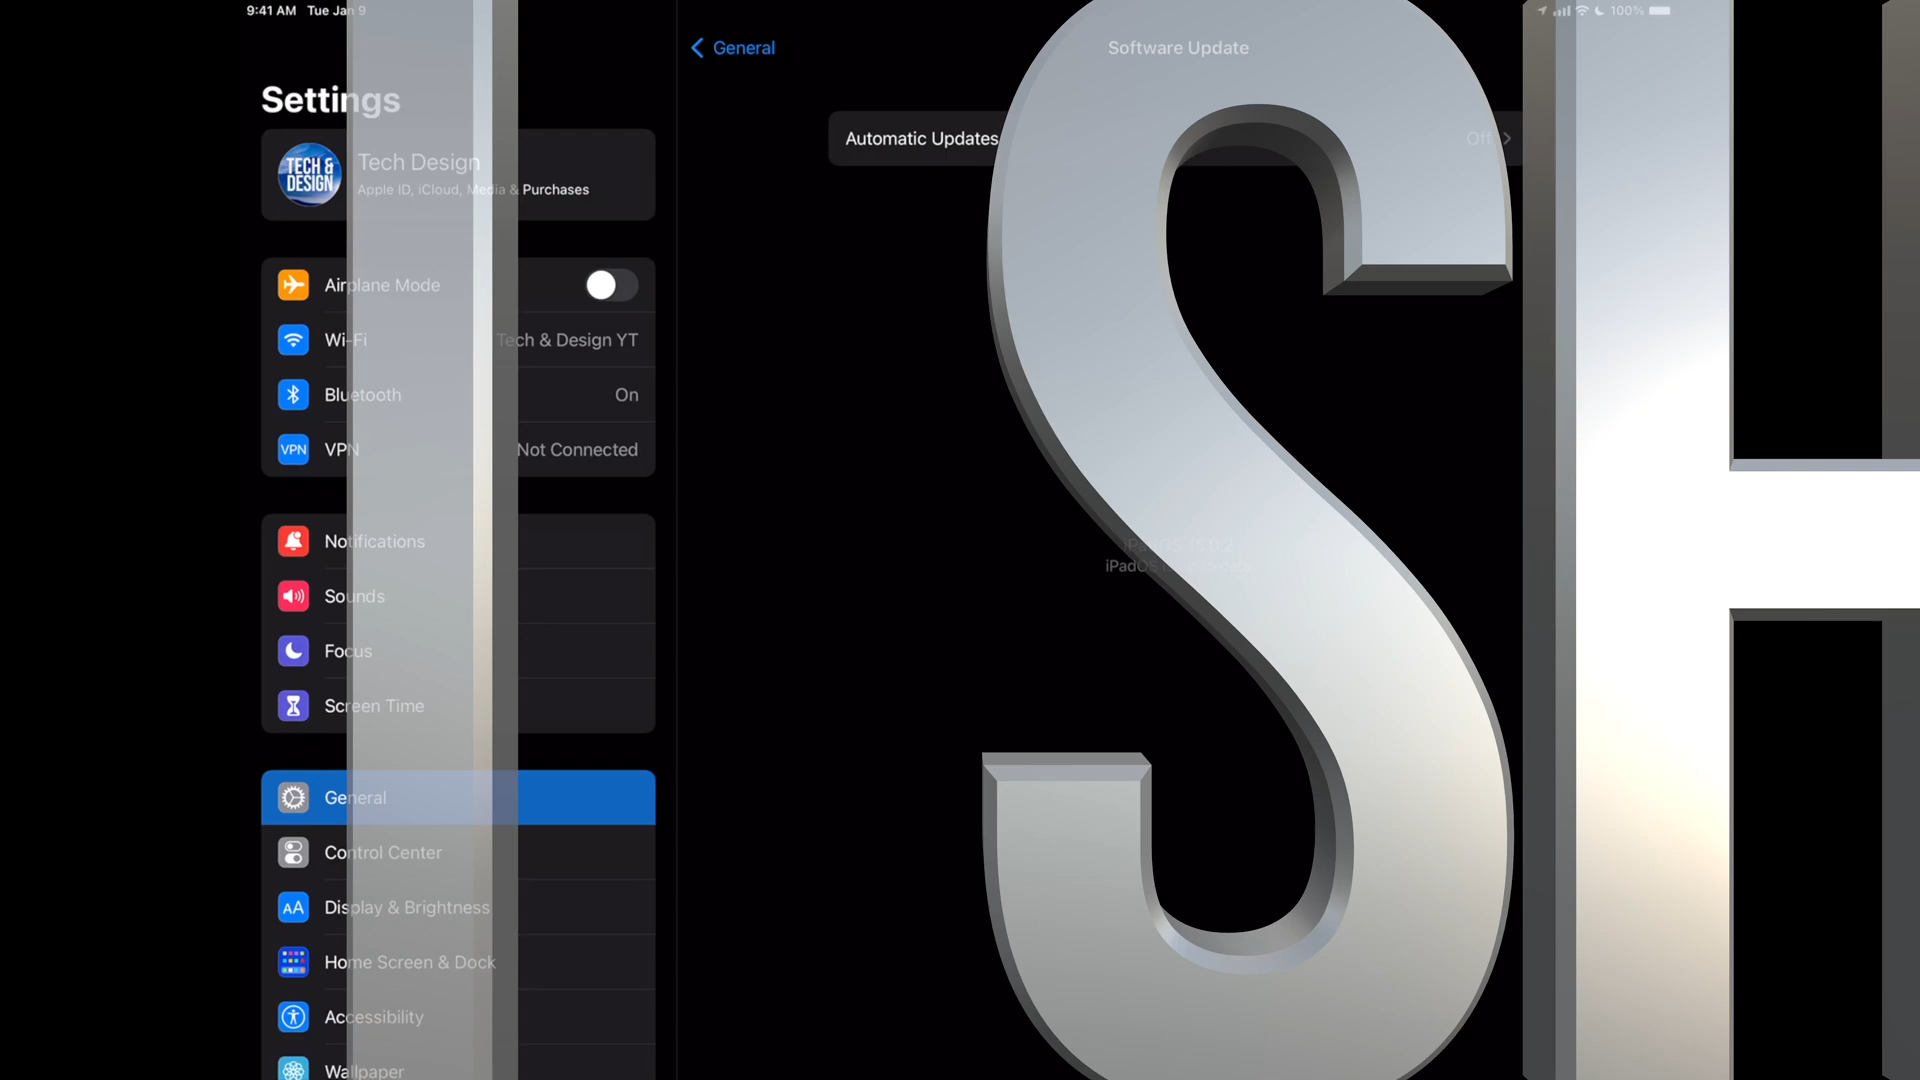 9:41 AM Tue Jan 9
100%
Settings
General
Software Update
TECH &
DESIGN
Tech Design
Apple ID, iCloud, Media & Purchases
Automatic Updates
Off
Airplane Mode
Wi-Fi
Tech & Design YT
Bluetooth
On
VPN
VPN
Not Connected
Notifications
Sounds
Focus
Screen Time
General
Control Center
AA
Display & Brightness
Home Screen & Dock
Accessibility
Wallpaper
SH